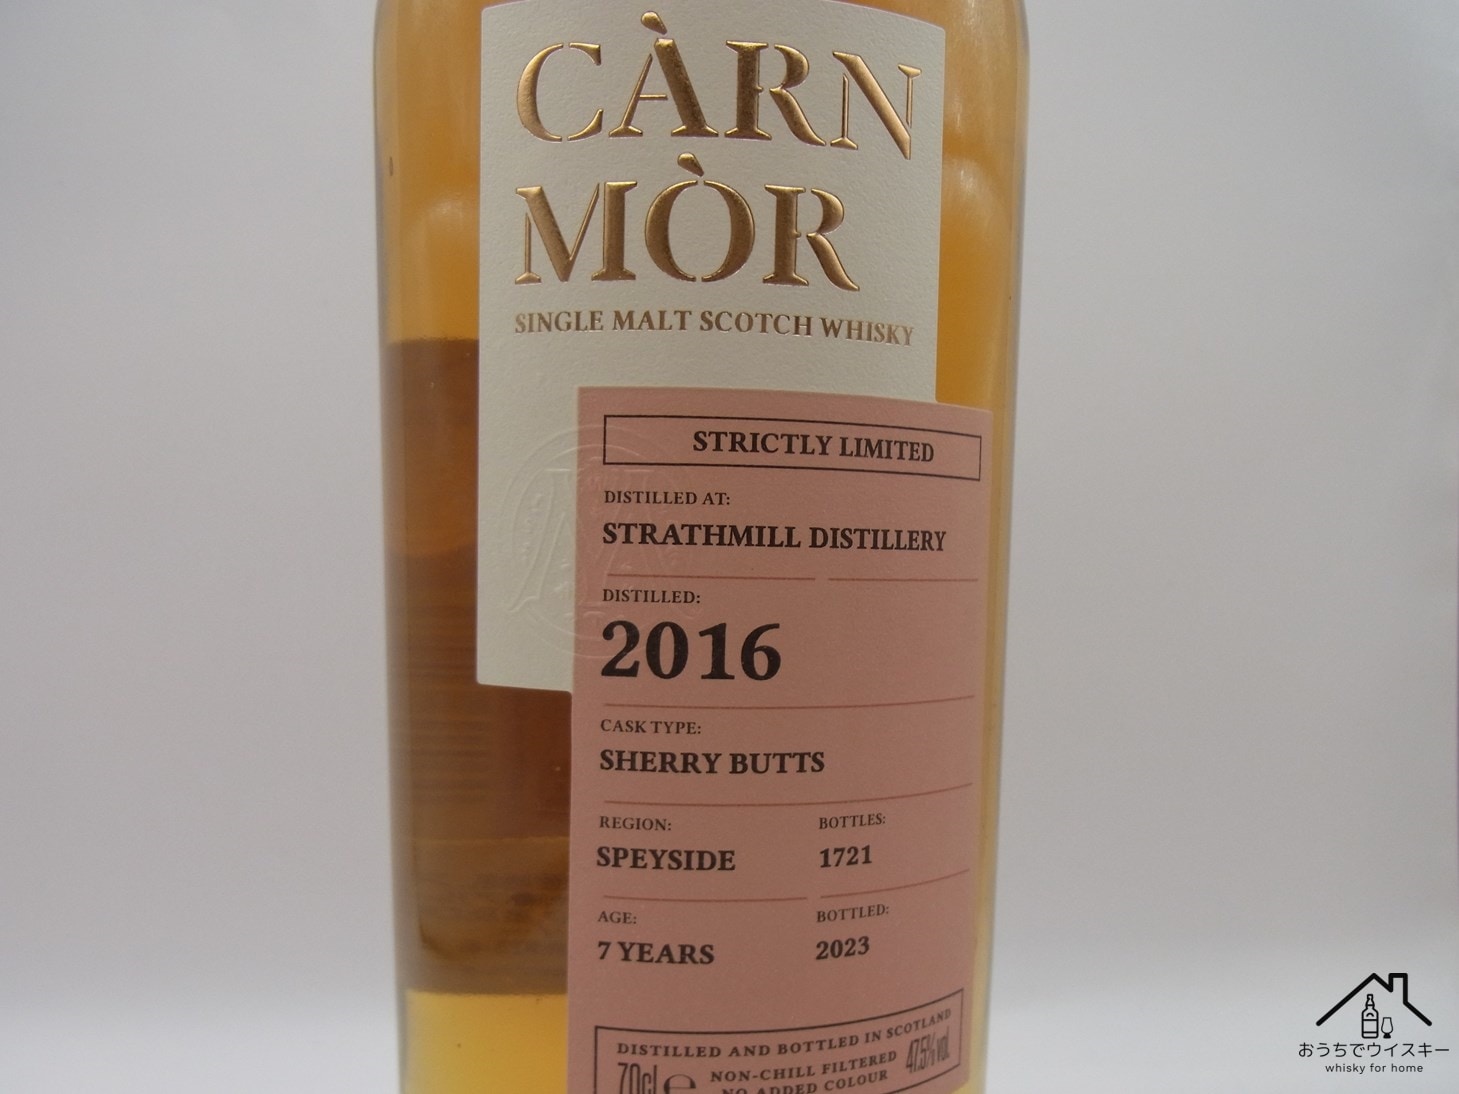 CÀRN
MÒR
SINGLE MALT SCOTCH WHISKY
STRICTLY LIMITED
DISTILLED AT:
STRATHMILL DISTILLERY
DISTILLED:
2016
CASK TYPE:
SHERRY BUTTS
REGION:
SPEYSIDE
BOTTLES:
1721
AGE:
7 YEARS
BOTTLED:
2023
DISTILLED AND BOTTLED IN SCOTLAND
70cl e
NON-CHILL FILTERED
NO ADDED COLOUR
47.5% vol
おうちでウイスキー
whisky for home